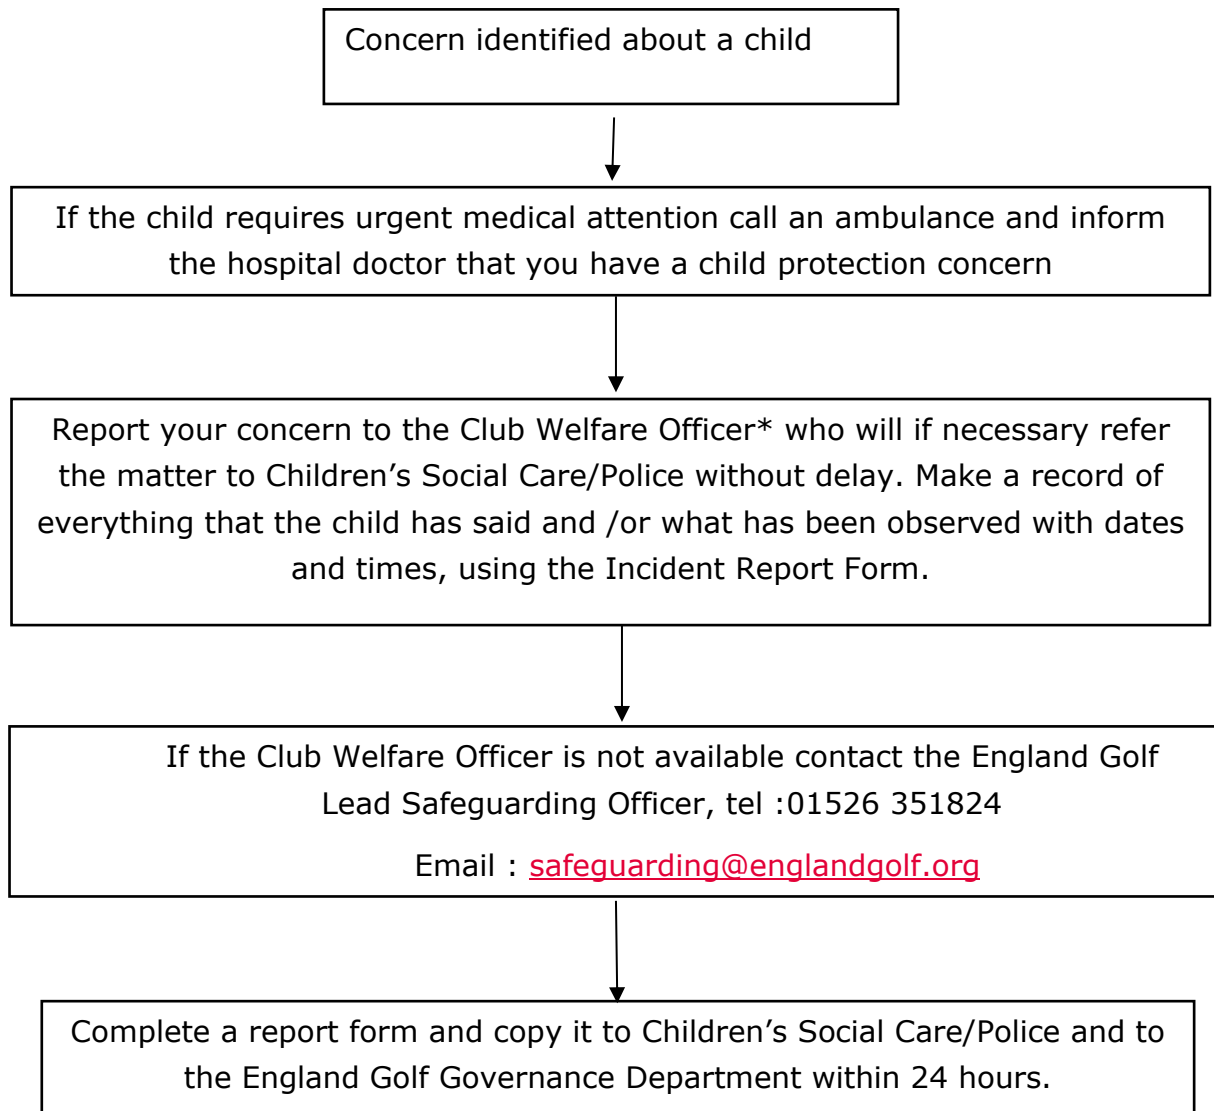 Concern identified about a child
If the child requires urgent medical attention call an ambulance and inform
the hospital doctor that you have a child protection concern
Report your concern to the Club Welfare Officer* who will if necessary refer
the matter to Children’s Social Care/Police without delay. Make a record of
everything that the child has said and /or what has been observed with dates
and times, using the Incident Report Form.
If the Club Welfare Officer is not available contact the England Golf
Lead Safeguarding Officer, tel :01526 351824
Email : safeguarding@englandgolf.org
Complete a report form and copy it to Children’s Social Care/Police and to
the England Golf Governance Department within 24 hours.